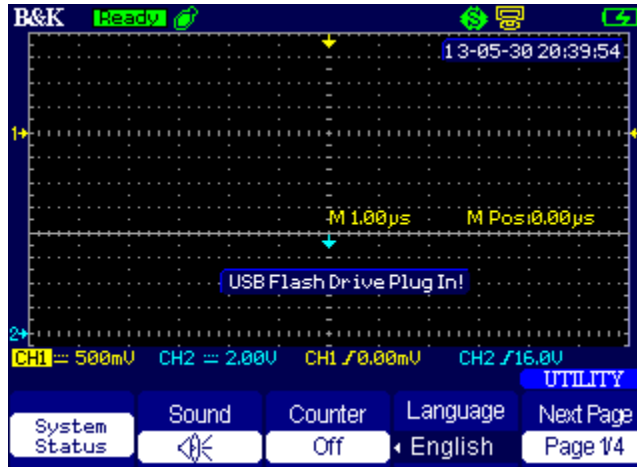 B&K Ready
13-05-30 20:39:54
1
M 1.00µs M Pos:0.00µs
USB Flash Drive Plug In!
2
CH1 500mV CH2 2.00V CH1 0.00mV CH2 16.0V
UTILITY
System Status Sound Counter Language Next Page
Off English Page 1/4